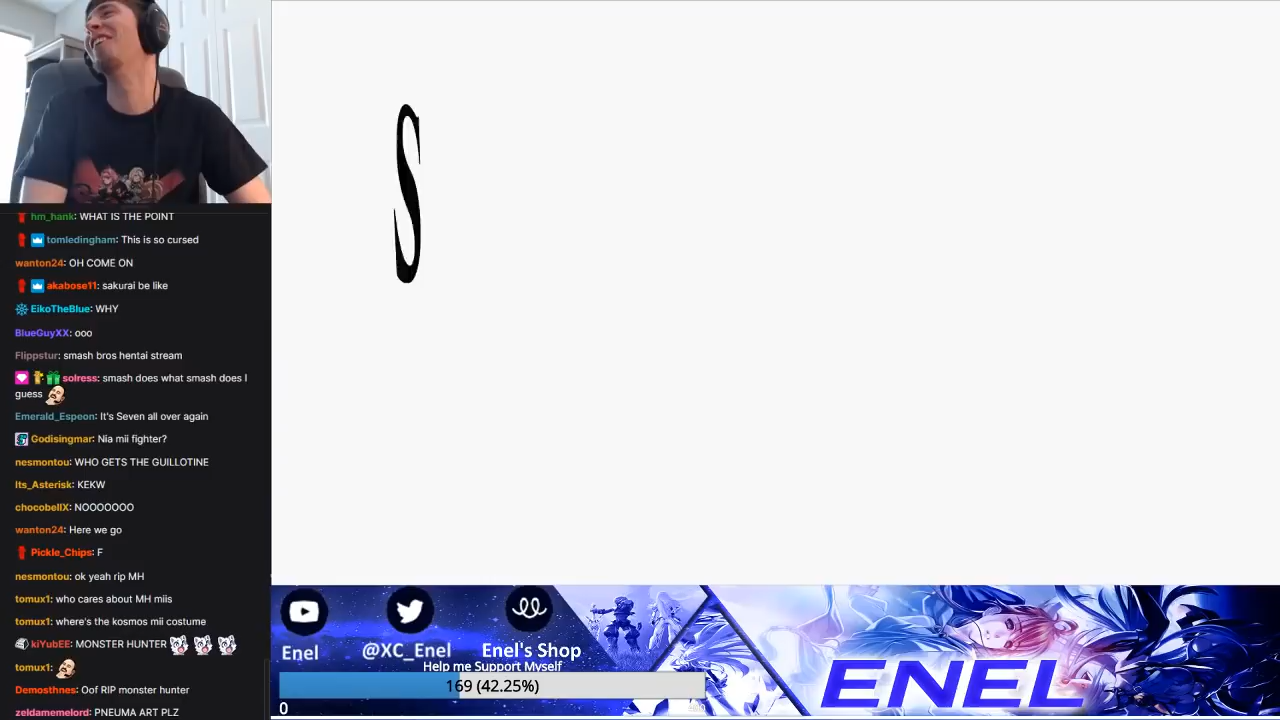 S
hm_hank: WHAT IS THE POINT
tomledingham: This is so cursed
wanton24: OH COME ON
akabose11: sakurai be like
EikoTheBlue: WHY
BlueGuyXX: ooo
Flippstur: smash bros hentai stream
solress: smash does what smash does I
guess
Emerald_Espeon: It's Seven all over again
Godisingmar: Nia mii fighter?
nesmontou: WHO GETS THE GUILLOTINE
Its_Asterisk: KEKW
chocobellX: NOOOOOOO
wanton24: Here we go
Pickle_Chips: F
nesmontou: ok yeah rip MH
tomux1: who cares about MH miis
tomux1: where's the kosmos mii costume
kiYubEE: MONSTER HUNTER
tomux1:
Demosthnes: Oof RIP monster hunter
zeldamemelord: PNEUMA ART PLZ
Enel
@XC_Enel
Enel's Shop
Help me Support Myself
169 (42.25%)
0
ENEL